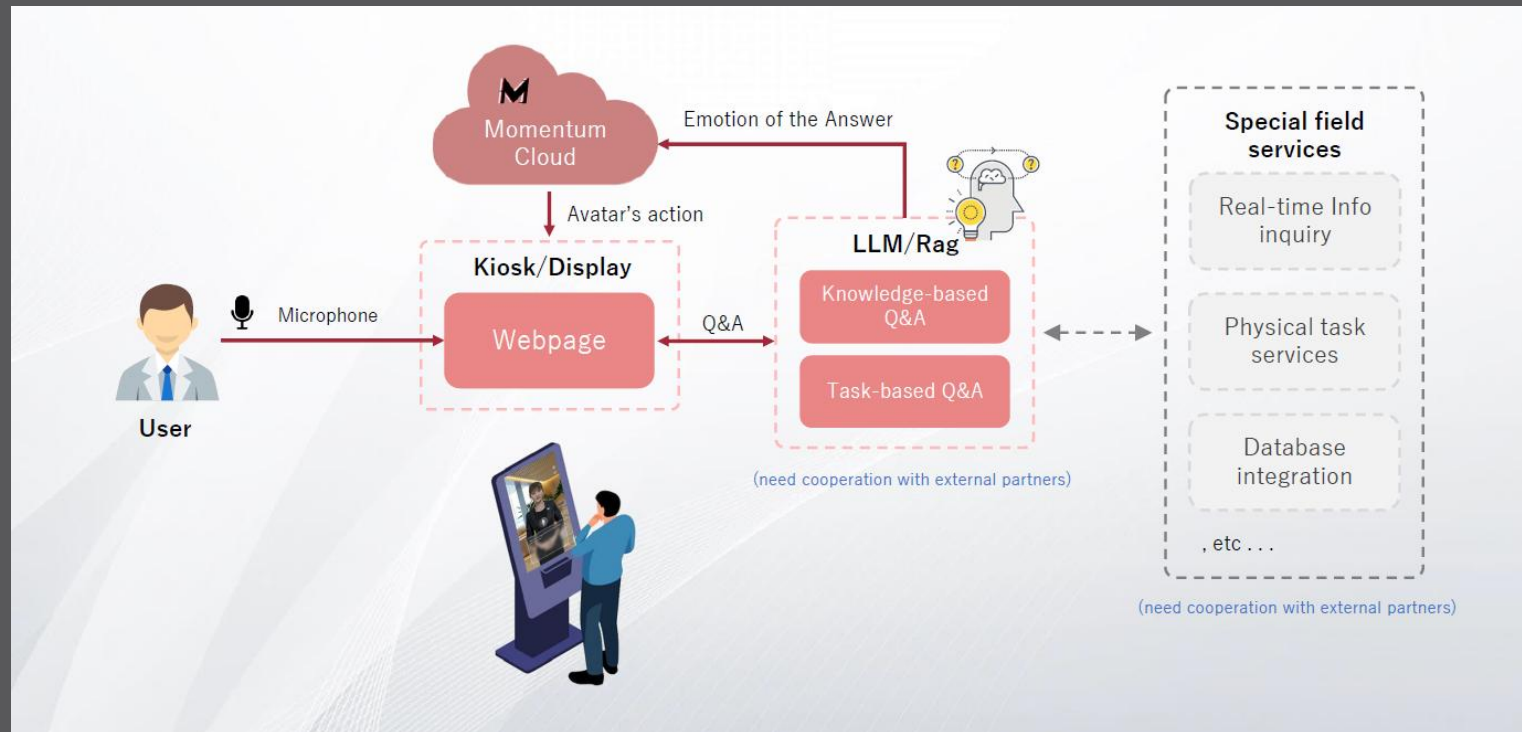 M
Momentum
Cloud
Emotion of the Answer
?
?
Avatar's action
Kiosk/Display
Webpage
Microphone
User
Q&A
LLM/Rag
Knowledge-based
Q&A
Task-based Q&A
(need cooperation with external partners)
Special field
services
Real-time Info
inquiry
Physical task
services
Database
integration
, etc . . .
(need cooperation with external partners)